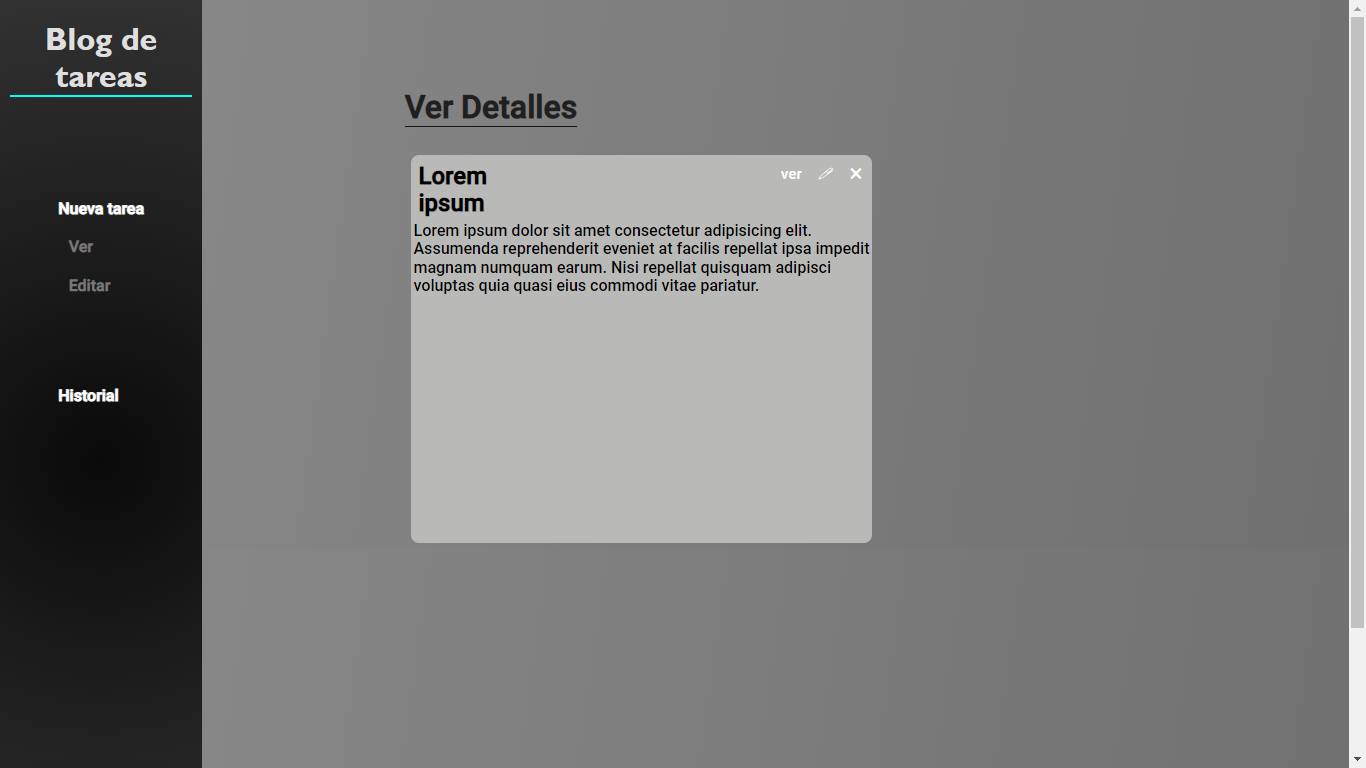 Blog de
tareas
Nueva tarea
Ver
Editar
Historial
Ver Detalles
Lorem
ipsum
ver
Lorem ipsum dolor sit amet consectetur adipisicing elit.
Assumenda reprehenderit eveniet at facilis repellat ipsa impedit
magnam numquam earum. Nisi repellat quisquam adipisci
voluptas quia quasi eius commodi vitae pariatur.